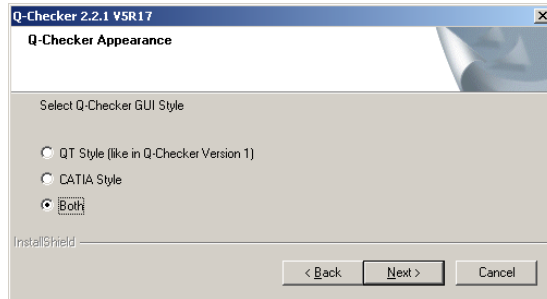 Q-Checker 2.2.1 V5R17
Q-Checker Appearance
Select Q-Checker GUI Style
QT Style (like in Q-Checker Version 1)
CATIA Style
Both
InstallShield
< Back
Next >
Cancel